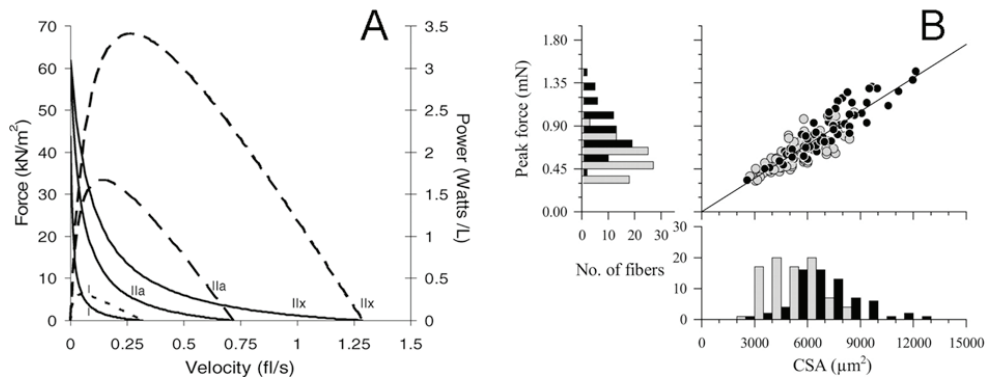 A
Force (kN/m²)
70
60
50
40
30
20
10
0
3.5
3
2.5
2
1.5
1
0.5
0
Power (Watts /L)
I
I
IIa
IIa
IIx
IIx
0
0.25
0.5
0.75
1
1.25
1.5
Velocity (fl/s)
B
Peak force (mN)
1.80
1.35
0.90
0.45
0.00
0 10 20 30
No. of fibers
30
20
10
0
3000 6000 9000 12000 15000
CSA (µm²)